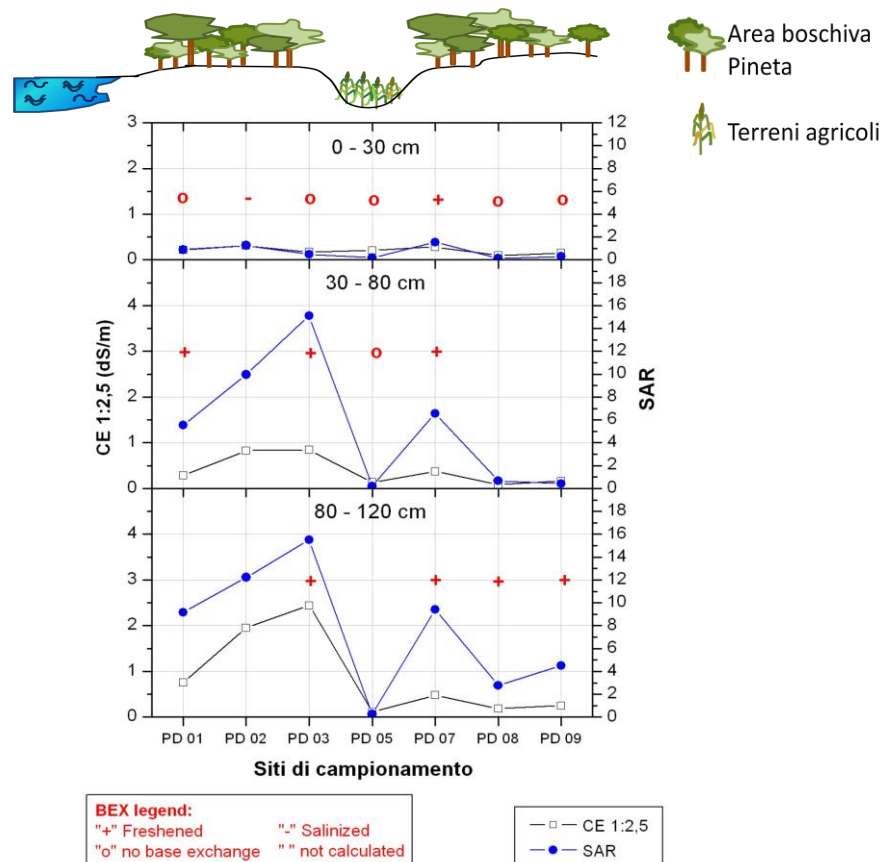 Area boschiva
Pineta
Terreni agricoli
3
2
1
0
0 - 30 cm
o - o o + o o
12
10
8
6
4
2
0
4
3
2
1
0
30 - 80 cm
+ + o +
18
16
14
12
10
8
6
4
2
0
4
3
2
1
0
80 - 120 cm
+ + + +
18
16
14
12
10
8
6
4
2
0
CE 1:2,5 (dS/m)
SAR
PD 01 PD 02 PD 03 PD 05 PD 07 PD 08 PD 09
Siti di campionamento
BEX legend:
"+" Freshened "-" Salinized
"o" no base exchange " " not calculated
CE 1:2,5
SAR